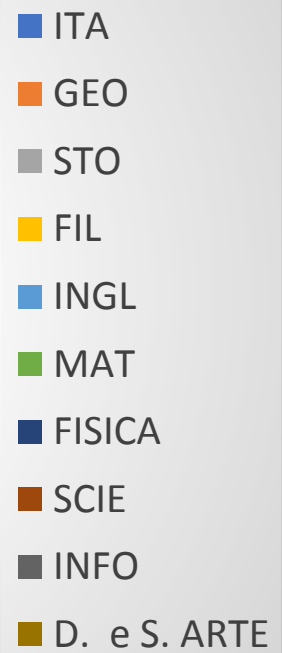 ITA
GEO
STO
FIL
INGL
MAT
FISICA
SCIE
INFO
D. e S. ARTE